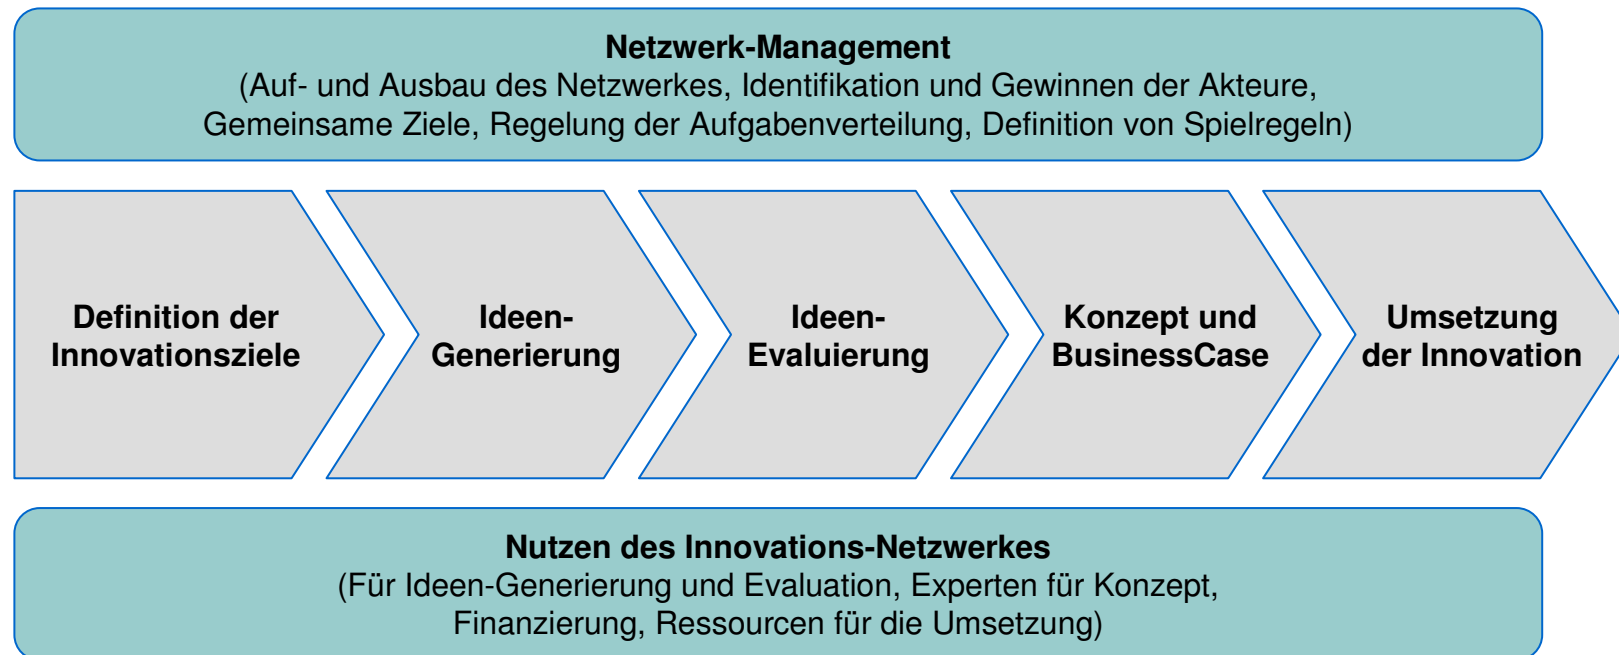 Netzwerk-Management
(Auf- und Ausbau des Netzwerkes, Identifikation und Gewinnen der Akteure,
Gemeinsame Ziele, Regelung der Aufgabenverteilung, Definition von Spielregeln)
Definition der
Innovationsziele
Ideen-
Generierung
Ideen-
Evaluierung
Konzept und
BusinessCase
Umsetzung
der Innovation
Nutzen des Innovations-Netzwerkes
(Für Ideen-Generierung und Evaluation, Experten für Konzept,
Finanzierung, Ressourcen für die Umsetzung)